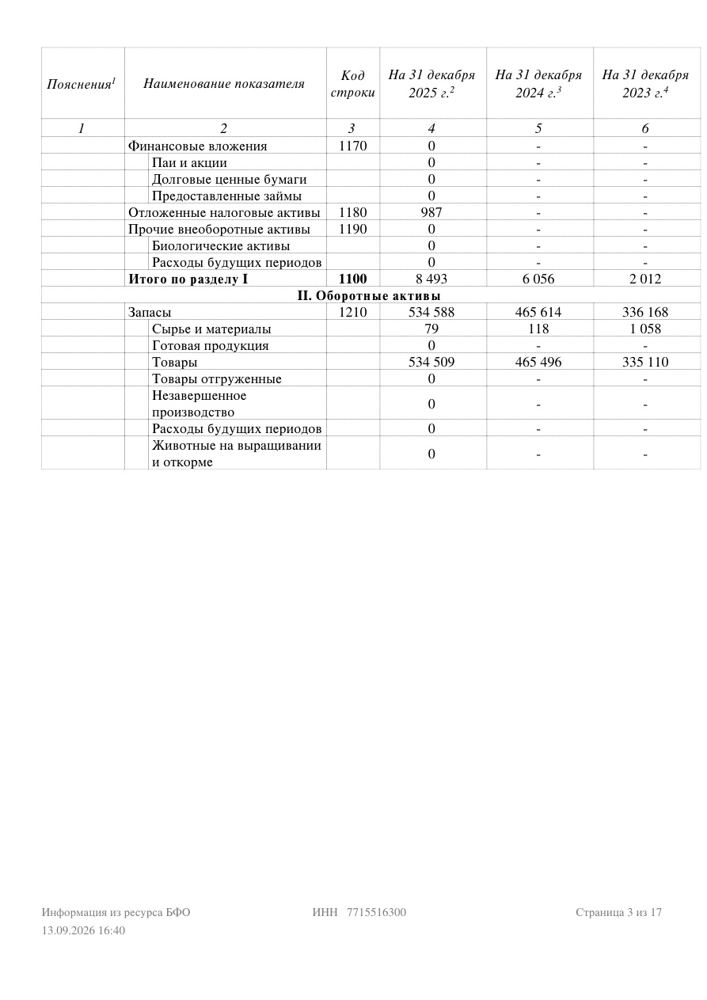 Пояснения1 Наименование показателя Код строки На 31 декабря 2025 г.2 На 31 декабря 2024 г.3 На 31 декабря 2023 г.4
1 2 3 4 5 6
Финансовые вложения 1170 0 - -
Паи и акции 0 - -
Долговые ценные бумаги 0 - -
Предоставленные займы 0 - -
Отложенные налоговые активы 1180 987 - -
Прочие внеоборотные активы 1190 0 - -
Биологические активы 0 - -
Расходы будущих периодов 0 - -
Итого по разделу I 1100 8 493 6 056 2 012
II. Оборотные активы
Запасы 1210 534 588 465 614 336 168
Сырье и материалы 79 118 1 058
Готовая продукция 0 - -
Товары 534 509 465 496 335 110
Товары отгруженные 0 - -
Незавершенное
производство 0 - -
Расходы будущих периодов 0 - -
Животные на выращивании
и откорме 0 - -
Информация из ресурса БФО ИНН 7715516300 Страница 3 из 17
13.09.2026 16:40